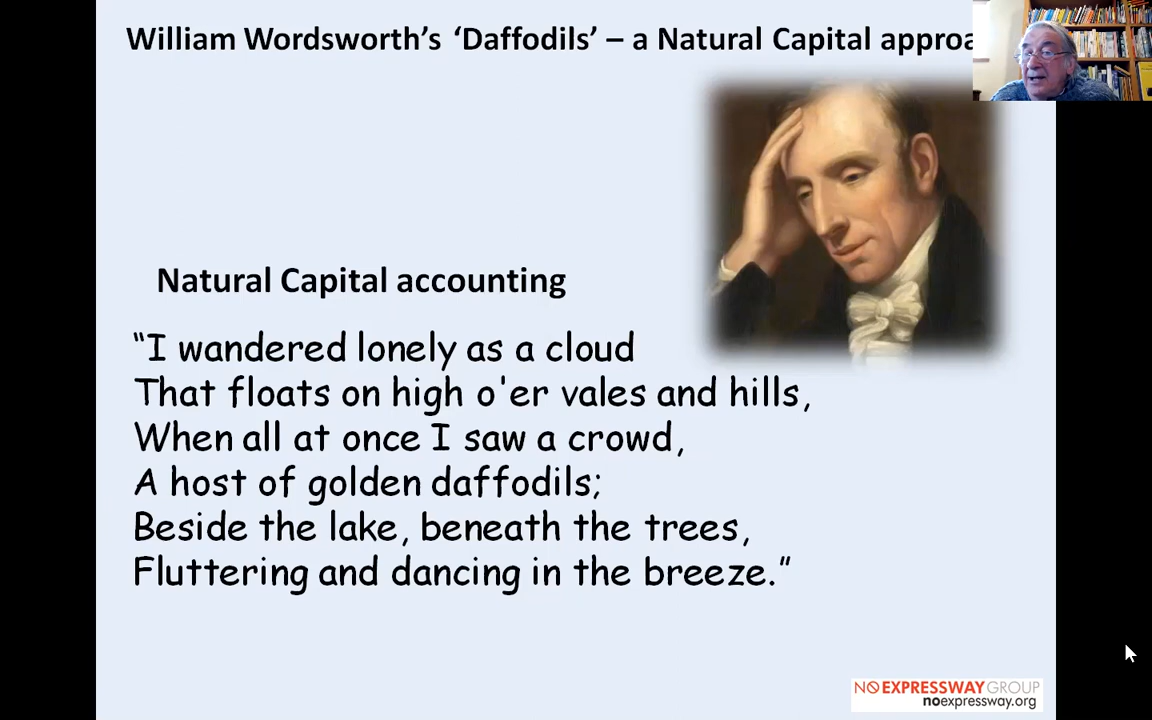 William Wordsworth's ‘Daffodils’ – a Natural Capital
Natural Capital accounting
“I wandered lonely as a cloud
That floats on high o'er vales and hills,
When all at once I saw a crowd,
A host of golden daffodils;
Beside the lake, beneath the trees,
Fluttering and dancing in the breeze.”
NO EXPRESSWAY GROUP
noexpressway.org